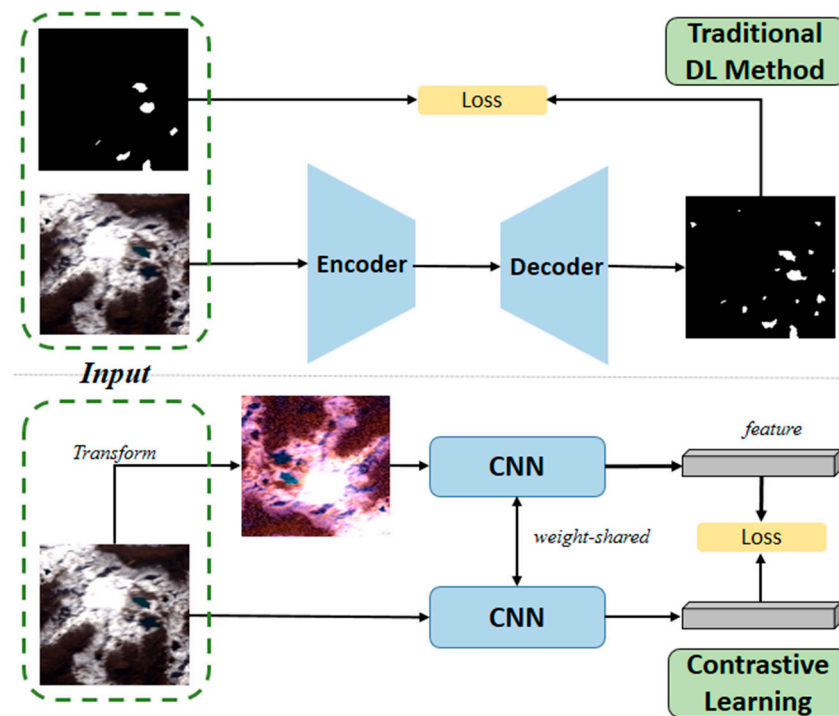 Traditional
DL Method
Loss
Encoder
Decoder
Input
Transform
CNN
feature
weight-shared
Loss
CNN
Contrastive
Learning